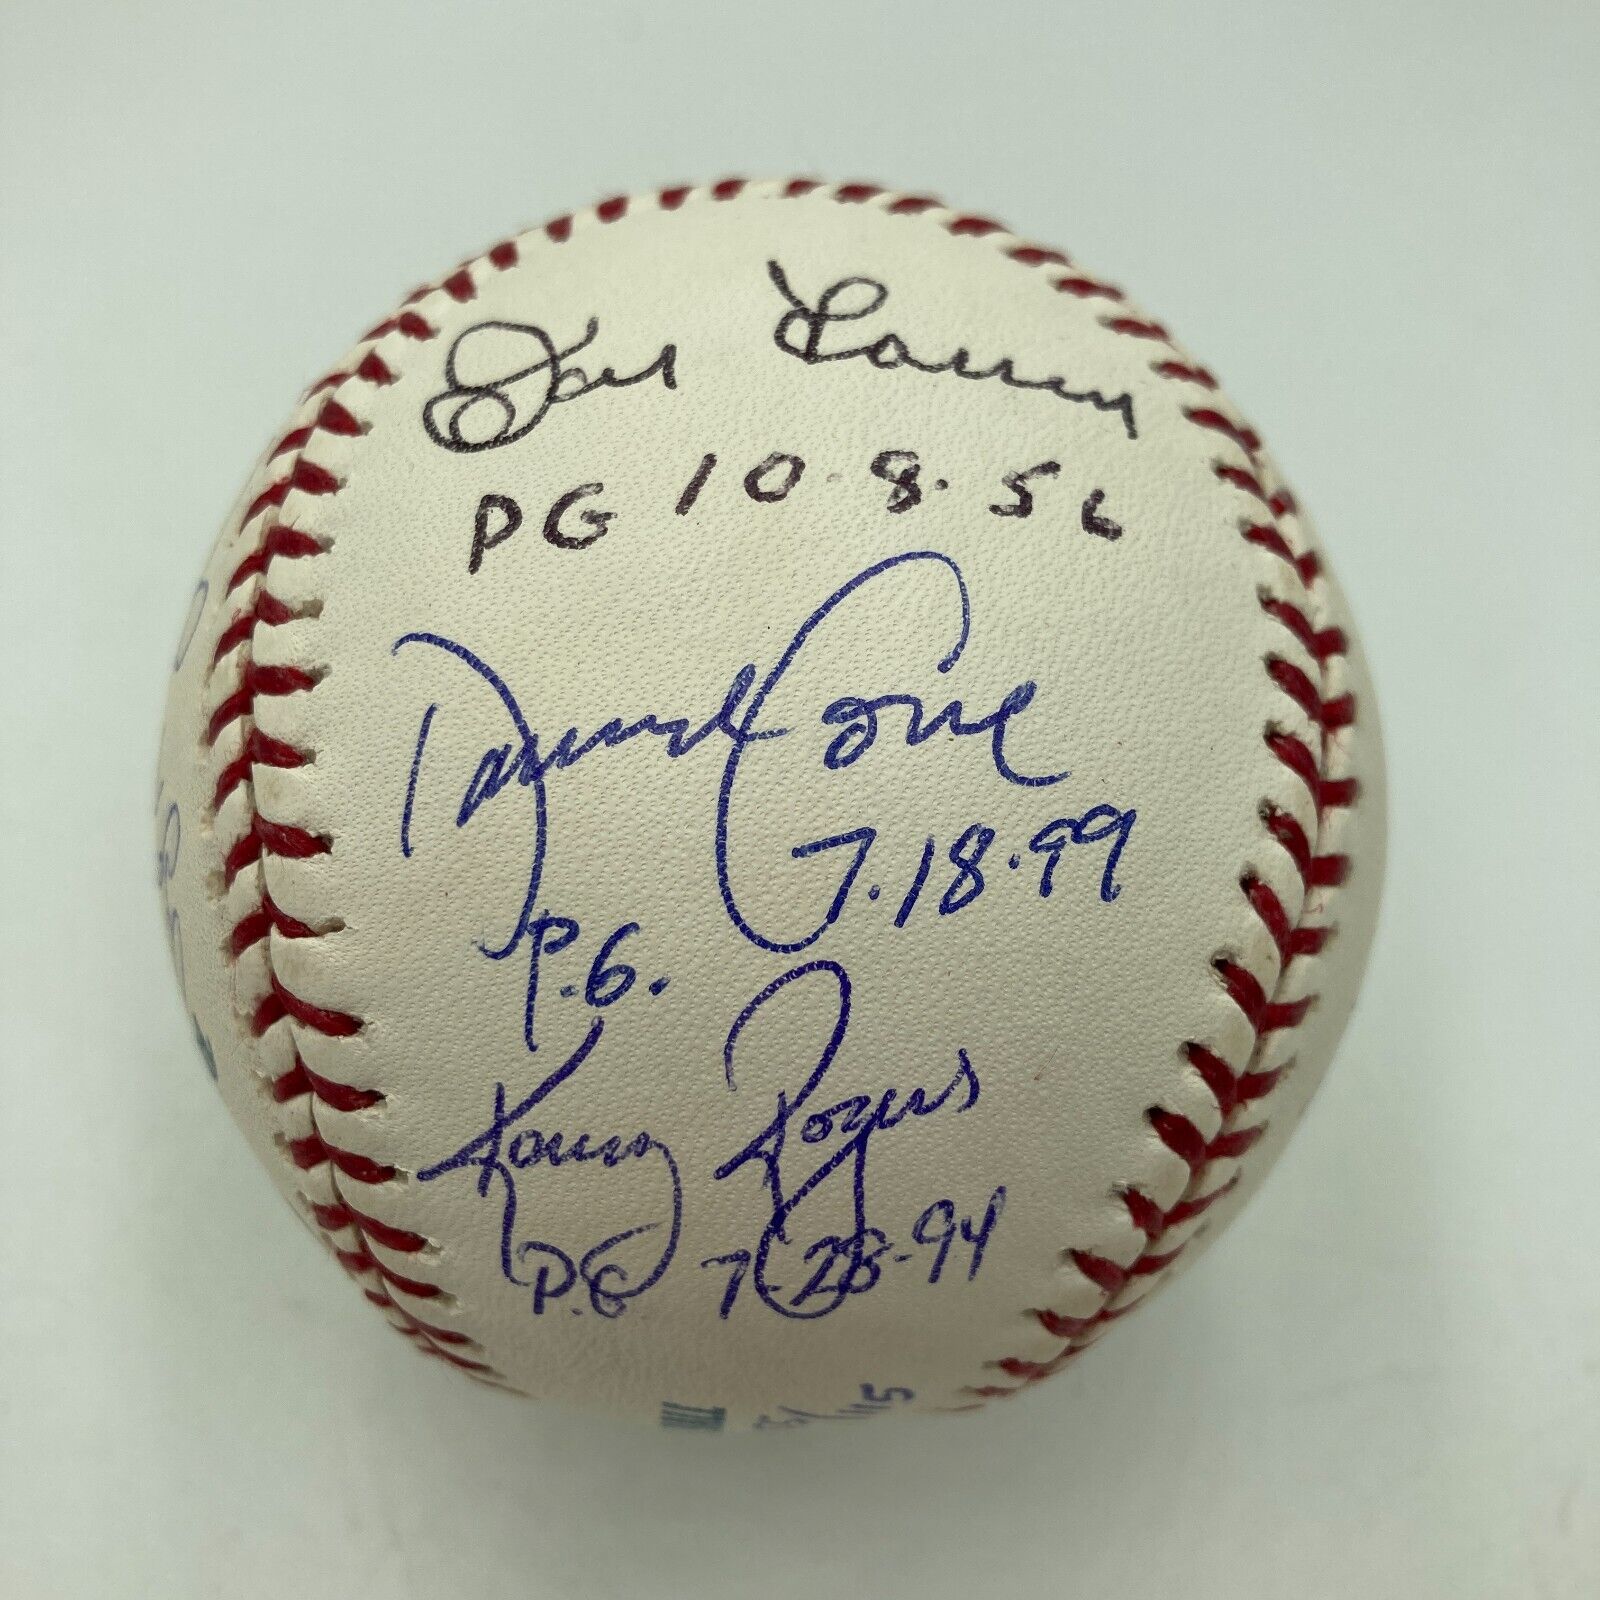 Don Larsen
PG 10.8.56
David Cone
7.18.99
P.G.
Kenny Rogers
P.G 7-28-94